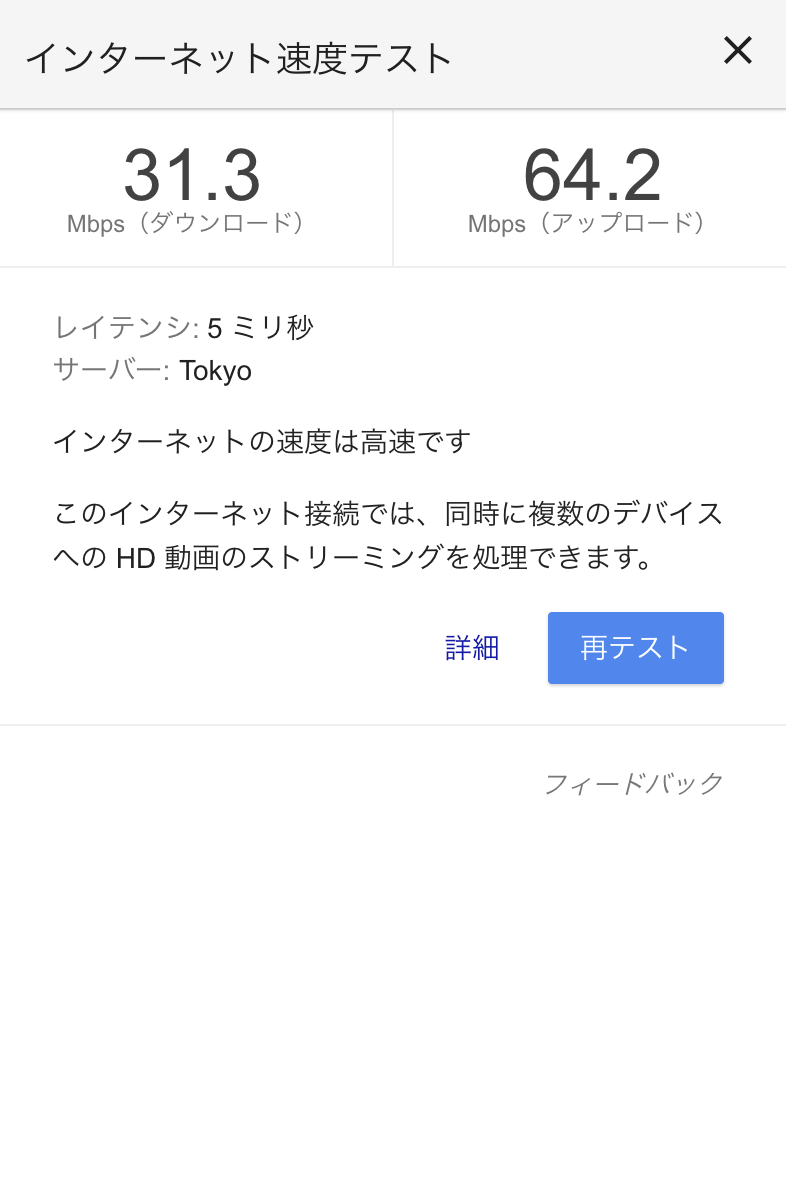 インターネット速度テスト
31.3
Mbps（ダウンロード）
64.2
Mbps（アップロード）
レイテンシ: 5 ミリ秒
サーバー: Tokyo
インターネットの速度は高速です
このインターネット接続では、同時に複数のデバイス
への HD 動画のストリーミングを処理できます。
詳細
再テスト
フィードバック